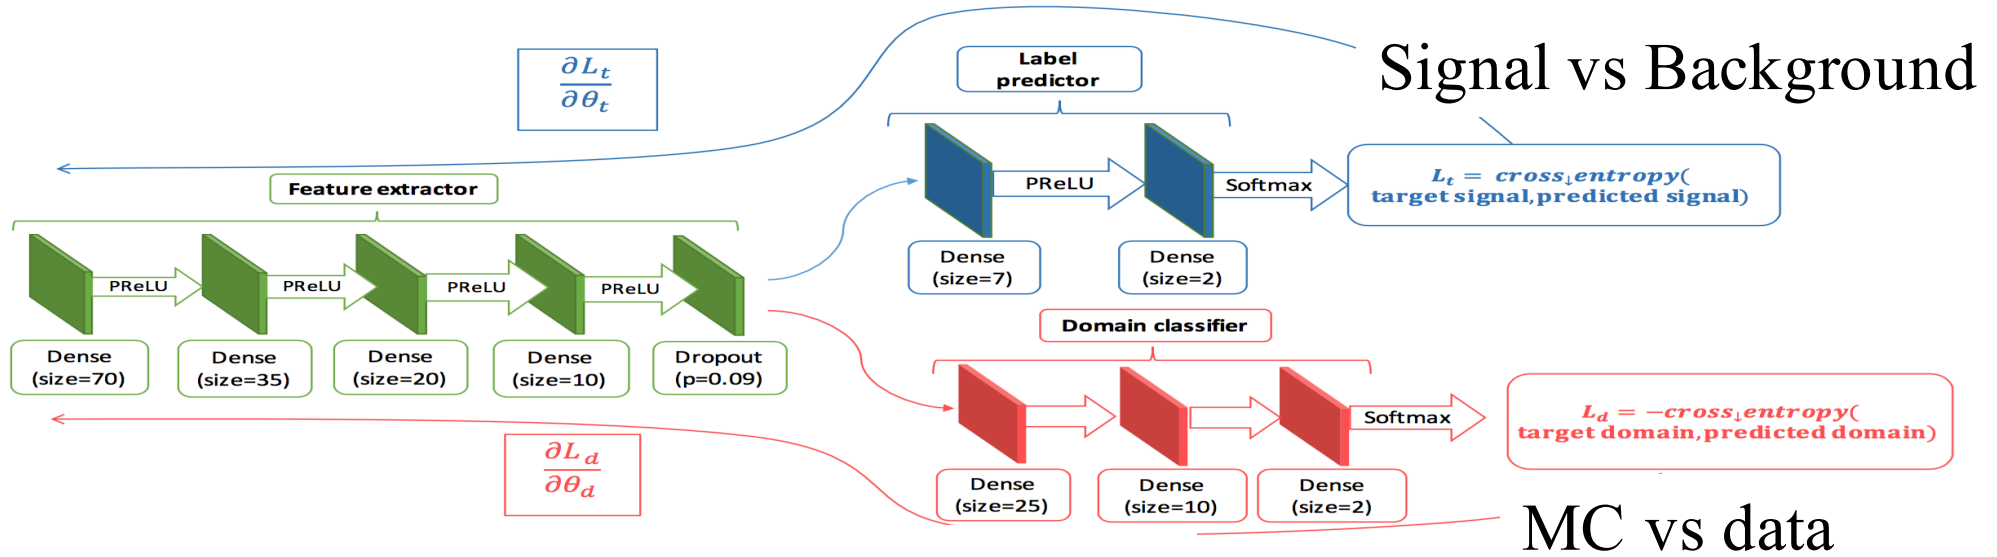 ∂L_t
∂θ_t
Label
predictor
Signal vs Background
Feature extractor
PReLU
Softmax
L_t = cross↓entropy(
target signal,predicted signal)
Dense
(size=7)
Dense
(size=2)
PReLU
PReLU
PReLU
PReLU
Dense
(size=70)
Dense
(size=35)
Dense
(size=20)
Dense
(size=10)
Dropout
(p=0.09)
Domain classifier
Softmax
L_d = −cross↓entropy(
target domain,predicted domain)
∂L_d
∂θ_d
Dense
(size=25)
Dense
(size=10)
Dense
(size=2)
MC vs data